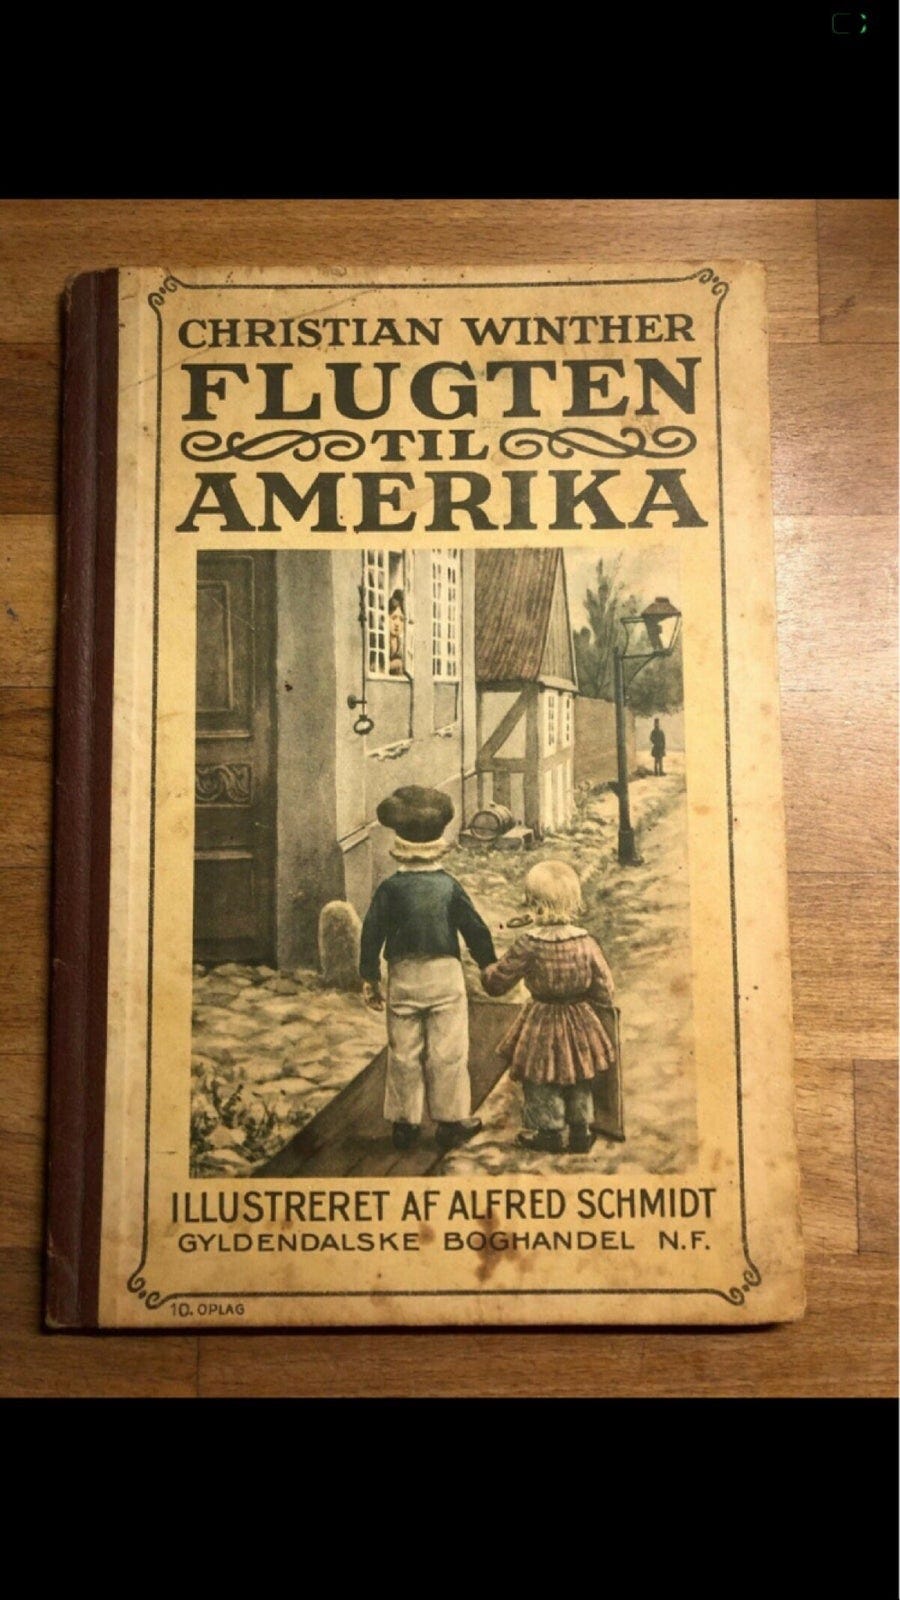 CHRISTIAN WINTHER
FLUGTEN
TIL
AMERIKA
ILLUSTRERET AF ALFRED SCHMIDT
GYLDENDALSKE BOGHANDEL N.F.
10. OPLAG